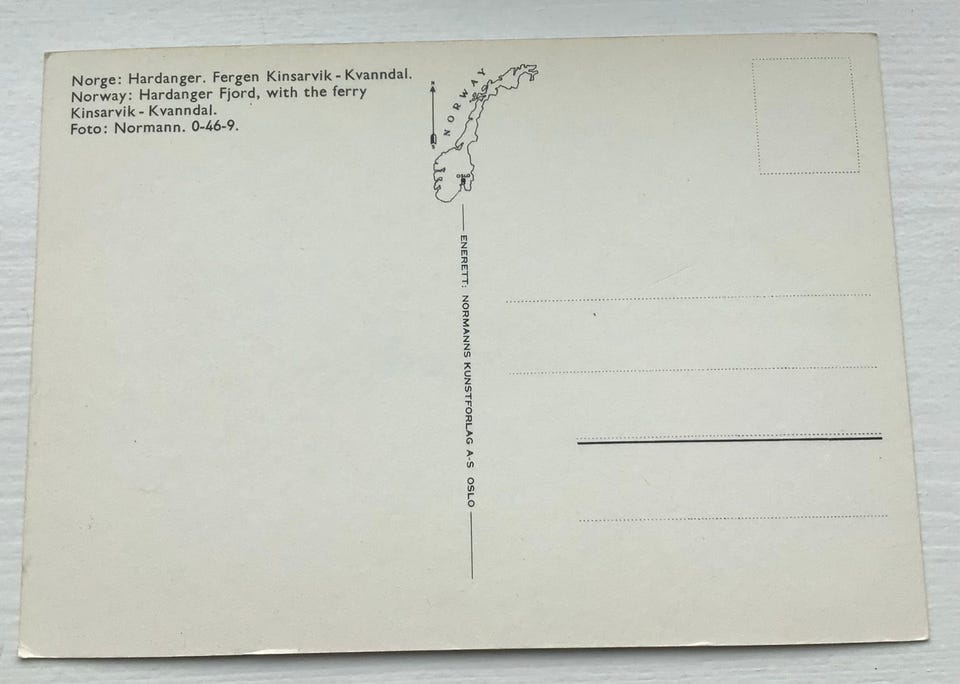 Norge: Hardanger. Fergen Kinsarvik - Kvanndal.
Norway: Hardanger Fjord, with the ferry
Kinsarvik - Kvanndal.
Foto: Normann. 0-46-9.
NORWAY
ENERETT: NORMANNS KUNSTFORLAG A-S OSLO